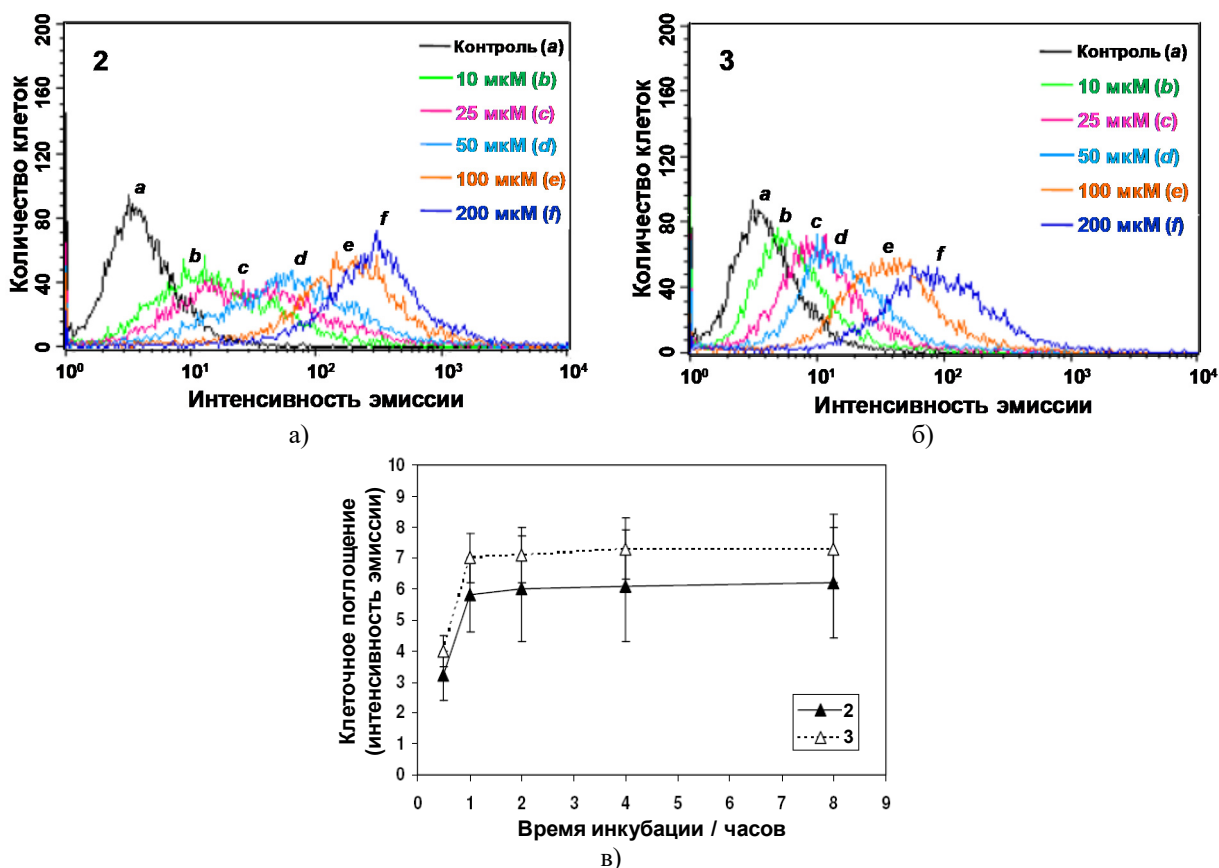 200
160
120
80
40
0
Количество клеток
2
Контроль (a)
10 мкМ (b)
25 мкМ (c)
50 мкМ (d)
100 мкМ (e)
200 мкМ (f)
a
b
c
d
e
f
10⁰
10¹
10²
10³
10⁴
Интенсивность эмиссии
а)
200
160
120
80
40
0
Количество клеток
3
Контроль (a)
10 мкМ (b)
25 мкМ (c)
50 мкМ (d)
100 мкМ (e)
200 мкМ (f)
a
b
c
d
e
f
10⁰
10¹
10²
10³
10⁴
Интенсивность эмиссии
б)
Клеточное поглощение
(интенсивность эмиссии)
10
9
8
7
6
5
4
3
2
1
0
2
3
0 1 2 3 4 5 6 7 8 9
Время инкубации / часов
в)